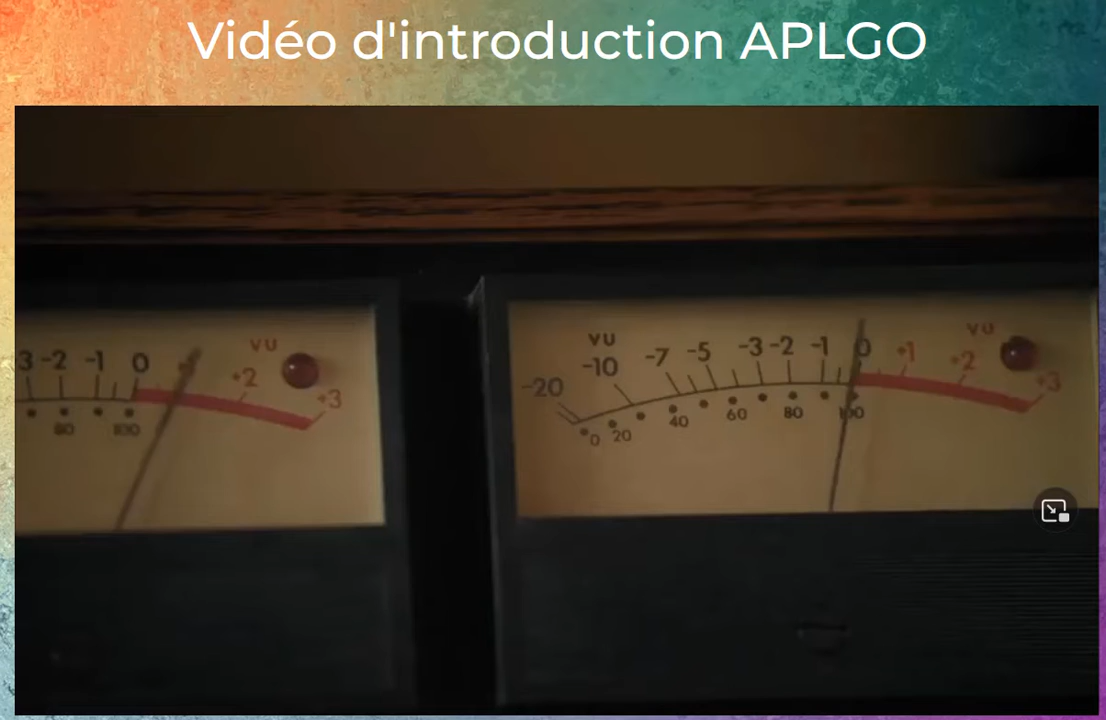 Vidéo d'introduction APLGO
3 -2 -1 0 +2 +3
VU
80 100
VU VU
-20 -10 -7 -5 -3 -2 -1 0 +1 +2 +3
0 20 40 60 80 100